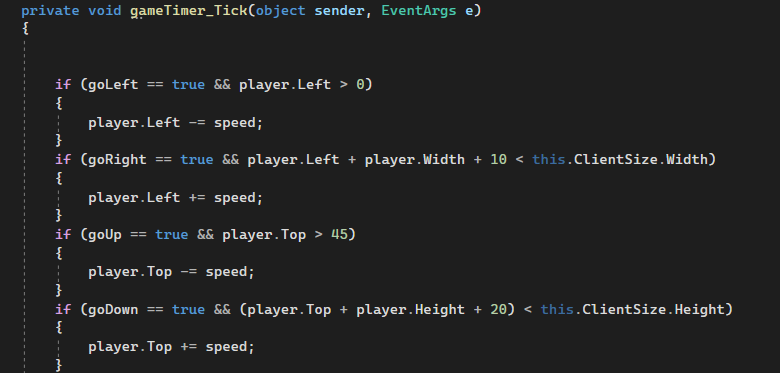 private void gameTimer_Tick(object sender, EventArgs e)
{
if (goLeft == true && player.Left > 0)
{
player.Left -= speed;
}
if (goRight == true && player.Left + player.Width + 10 < this.ClientSize.Width)
{
player.Left += speed;
}
if (goUp == true && player.Top > 45)
{
player.Top -= speed;
}
if (goDown == true && (player.Top + player.Height + 20) < this.ClientSize.Height)
{
player.Top += speed;
}